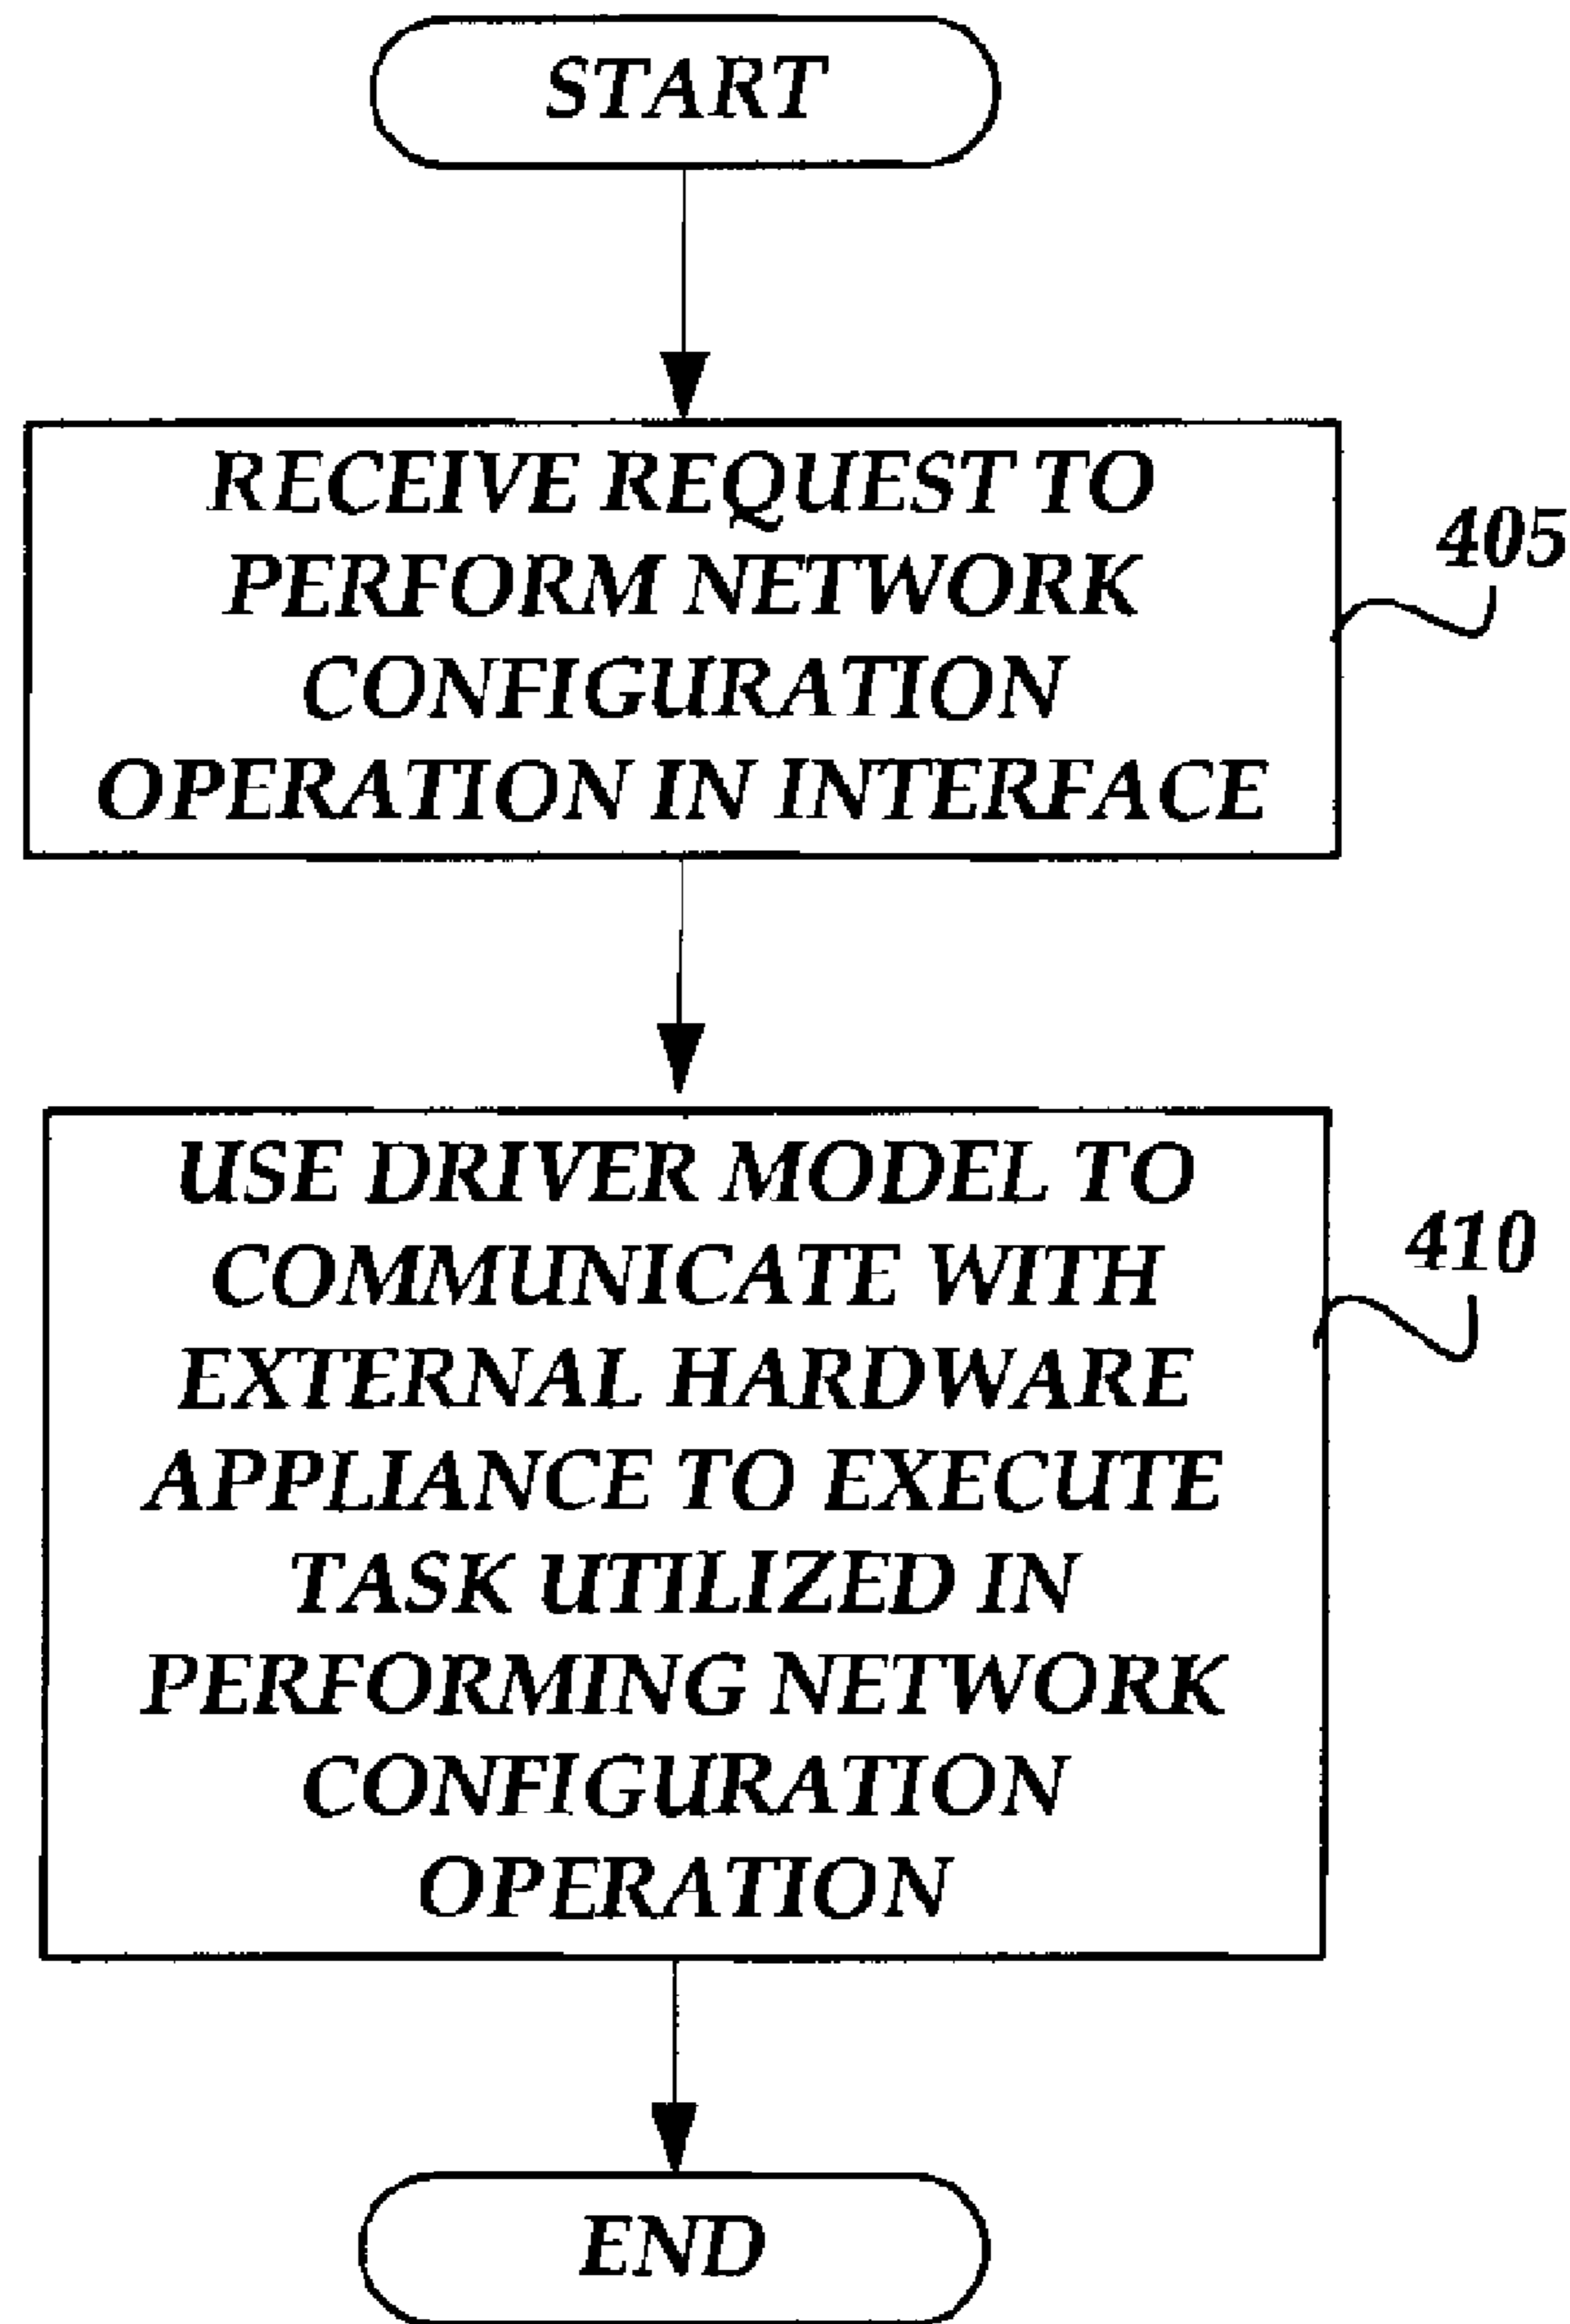 START
RECEIVE REQUEST TO
PERFORM NETWORK
CONFIGURATION
OPERATION IN INTERFACE
405
USE DRIVER MODEL TO
COMMUNICATE WITH
EXTERNAL HARDWARE
APPLIANCE TO EXECUTE
TASK UTILIZED IN
PERFORMING NETWORK
CONFIGURATION
OPERATION
410
END